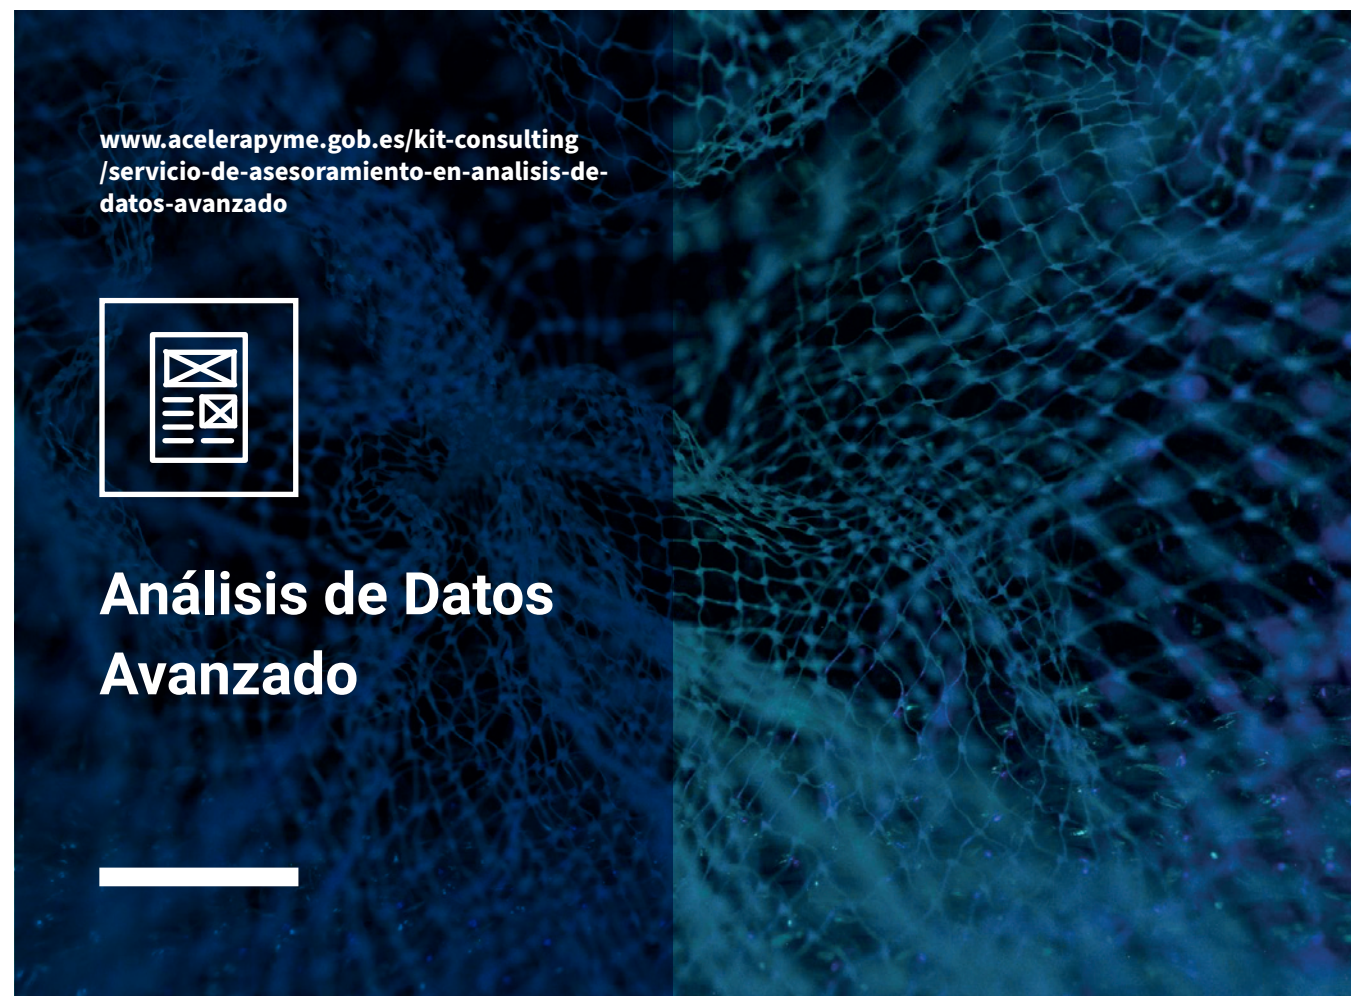 www.acelerapyme.gob.es/kit-consulting
/servicio-de-asesoramiento-en-analisis-de-
datos-avanzado
Análisis de Datos
Avanzado